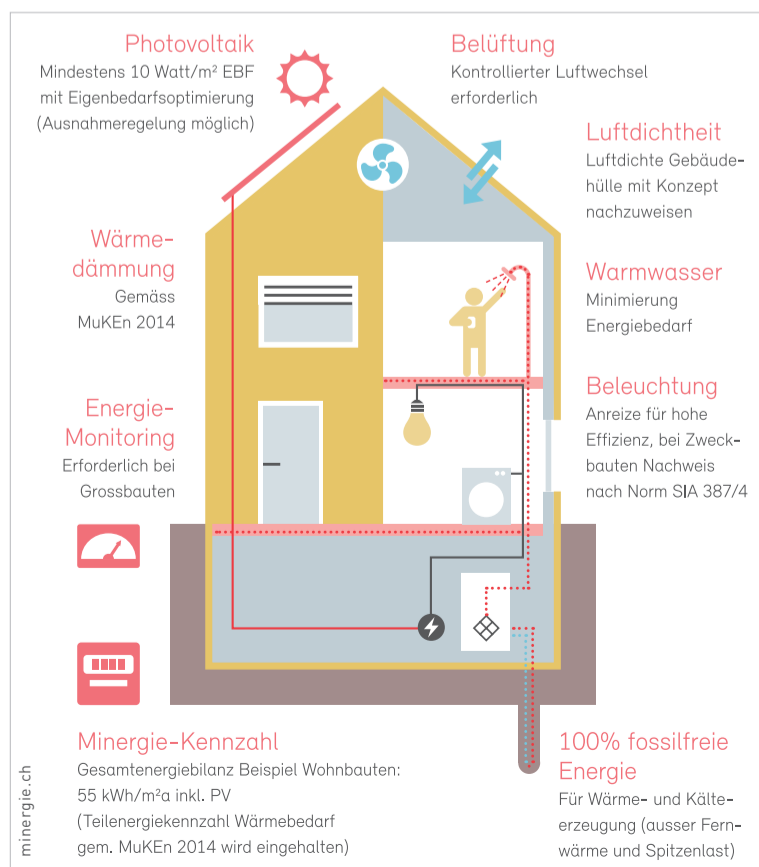 Photovoltaik
Mindestens 10 Watt/m² EBF
mit Eigenbedarfsoptimierung
(Ausnahmeregelung möglich)
Belüftung
Kontrollierter Luftwechsel
erforderlich
Luftdichtheit
Luftdichte Gebäude-
hülle mit Konzept
nachzuweisen
Wärme-
dämmung
Gemäss
MuKEn 2014
Warmwasser
Minimierung
Energiebedarf
Energie-
Monitoring
Erforderlich bei
Grossbauten
Beleuchtung
Anreize für hohe
Effizienz, bei Zweck-
bauten Nachweis
nach Norm SIA 387/4
Minergie-Kennzahl
Gesamtenergiebilanz Beispiel Wohnbauten:
55 kWh/m²a inkl. PV
(Teilenergiekennzahl Wärmebedarf
gem. MuKEn 2014 wird eingehalten)
100% fossilfreie
Energie
Für Wärme- und Kälte-
erzeugung (ausser Fern-
wärme und Spitzenlast)
minergie.ch